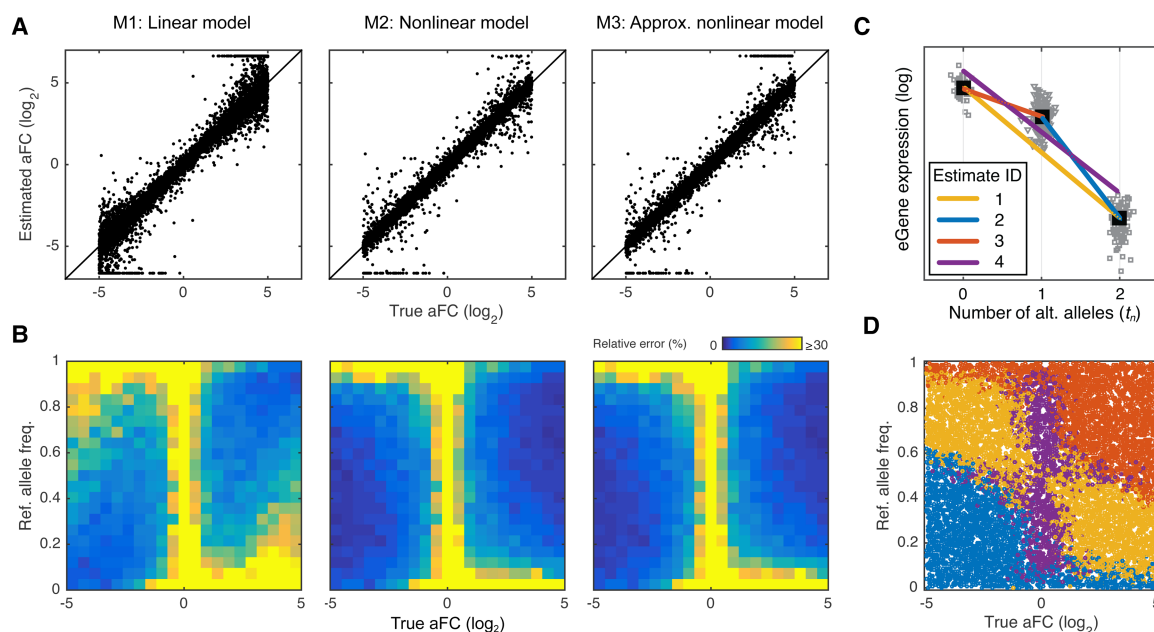 A
M1: Linear model
M2: Nonlinear model
M3: Approx. nonlinear model
Estimated aFC (log2)
5
0
-5
-5
0
5
-5
0
5
-5
0
5
True aFC (log2)
B
Relative error (%)
0
≥30
Ref. allele freq.
1
0.8
0.6
0.4
0.2
0
-5
0
5
-5
0
5
-5
0
5
True aFC (log2)
C
eGene expression (log)
Estimate ID
1
2
3
4
0
1
2
Number of alt. alleles (tn)
D
Ref. allele freq.
1
0.8
0.6
0.4
0.2
0
-5
0
5
True aFC (log2)